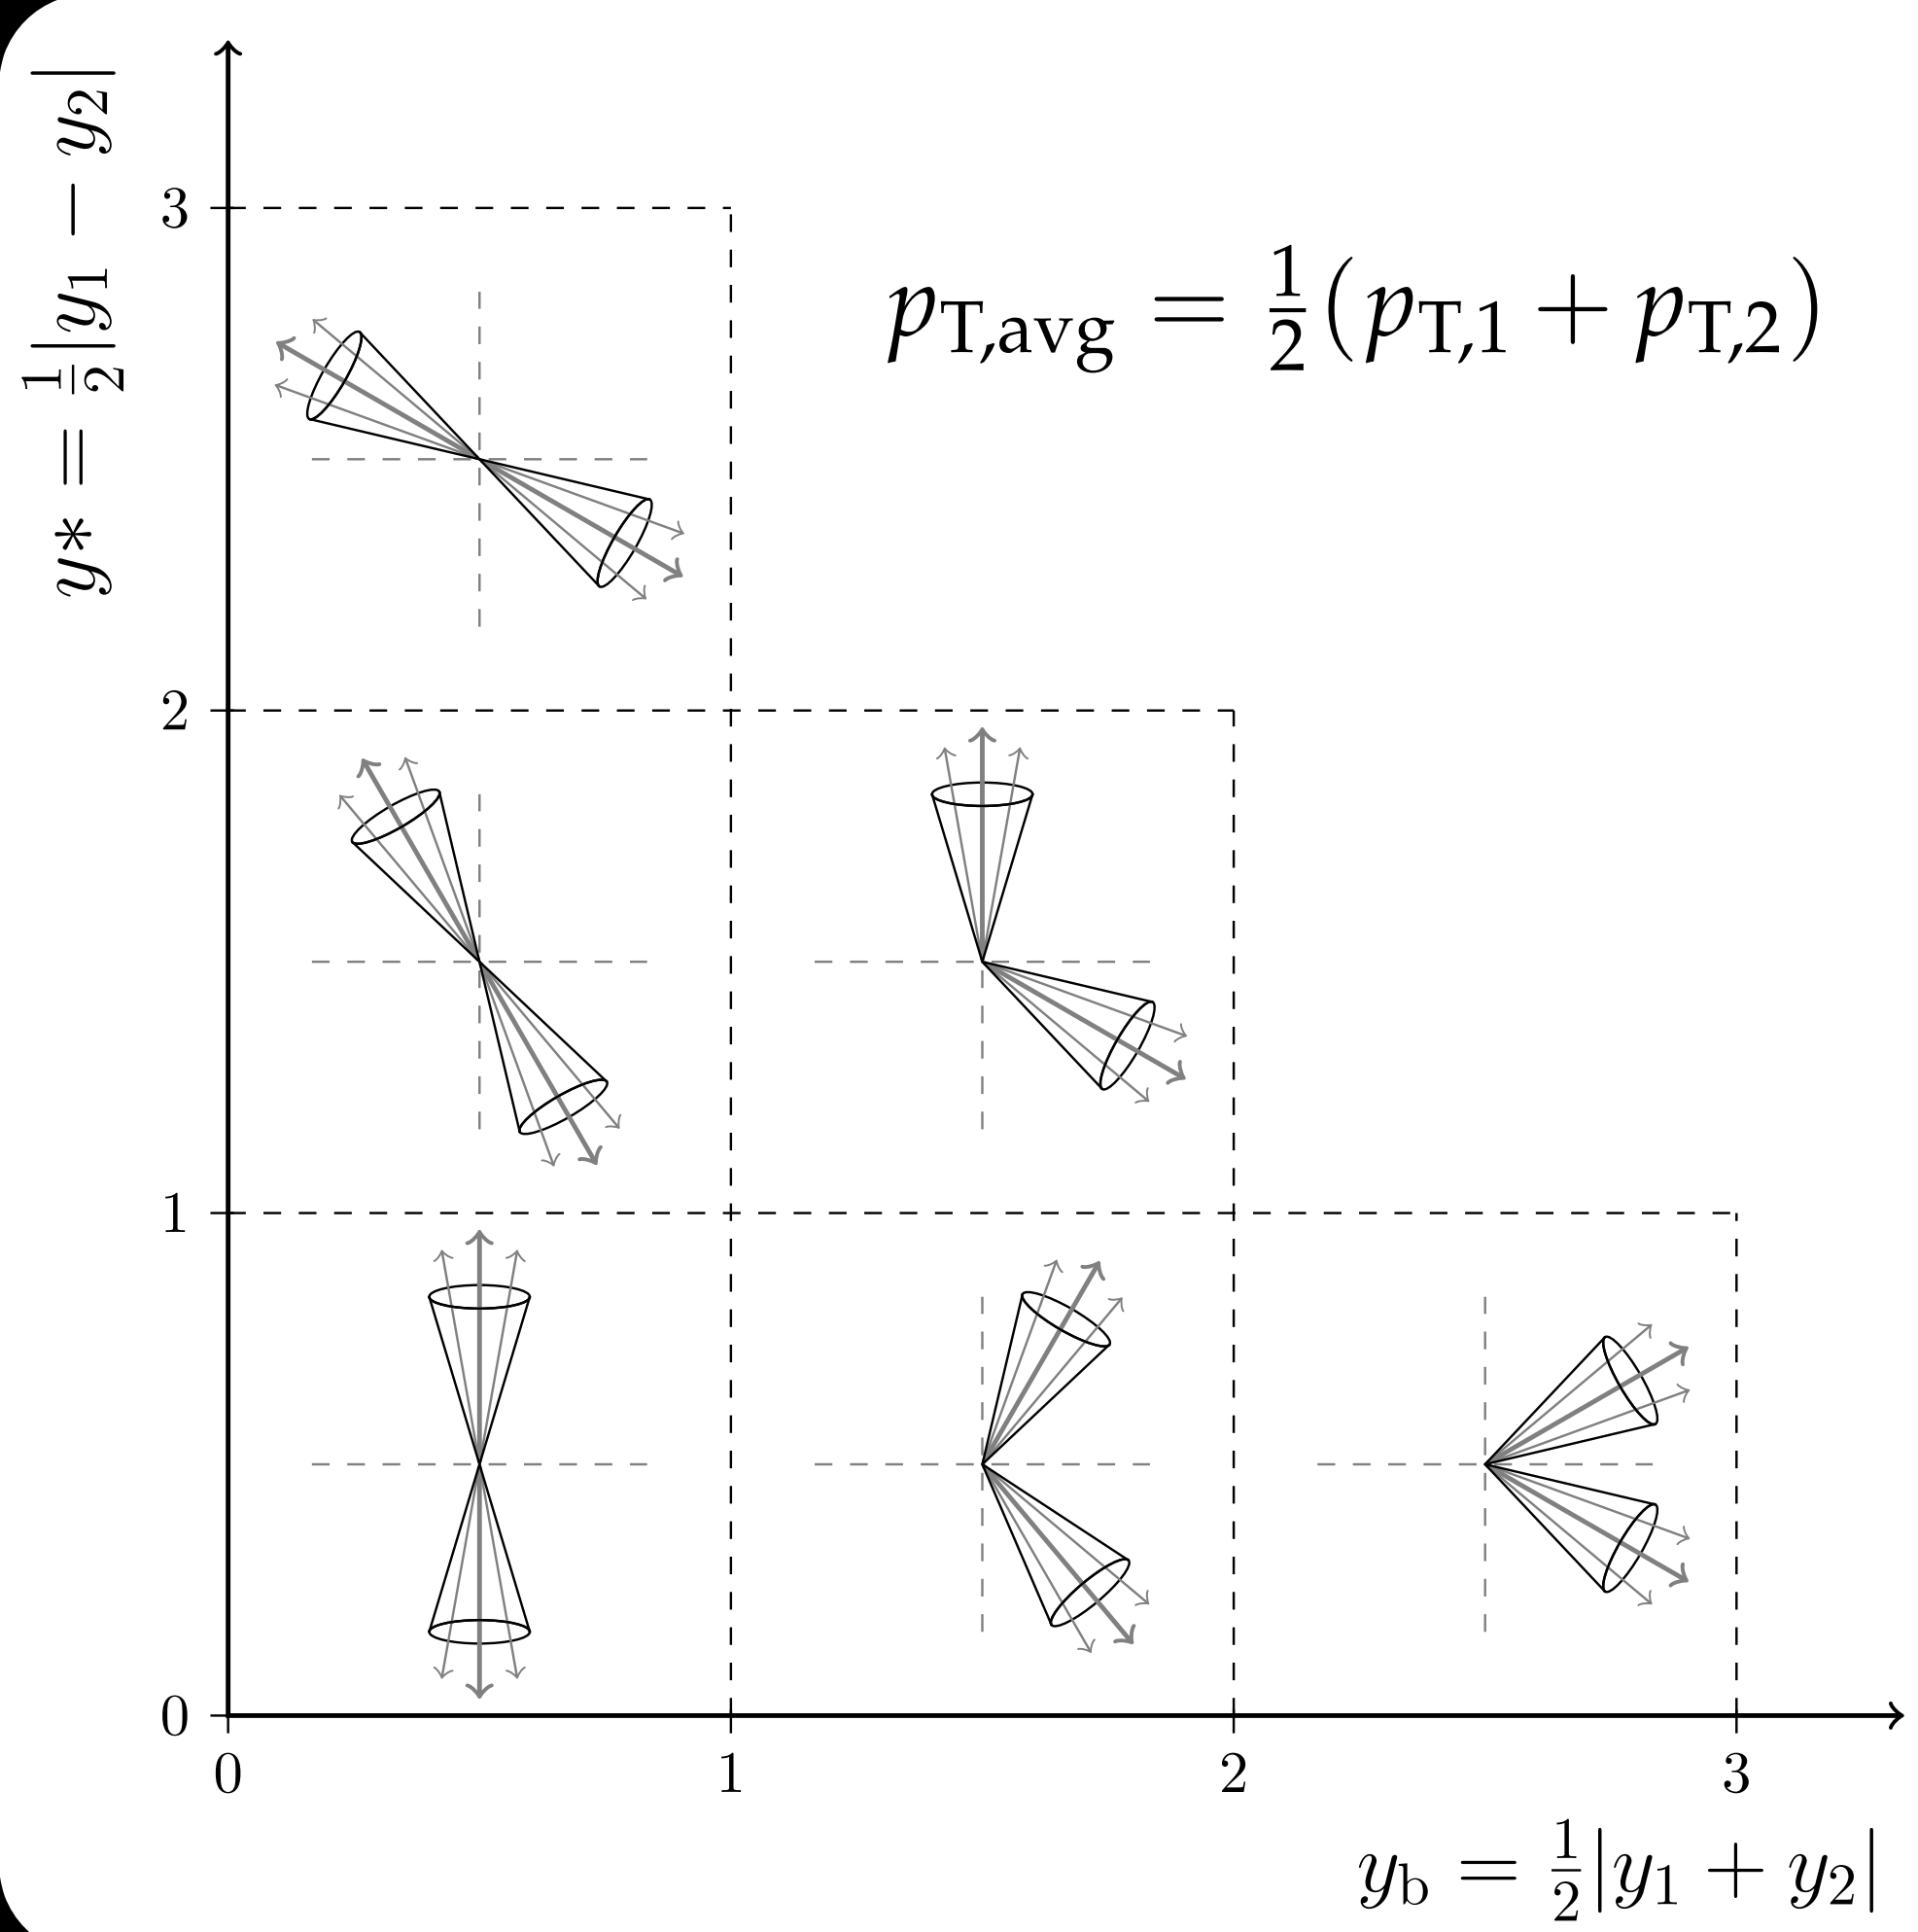 y* = ½|y₁ − y₂|
3
p_T,avg = ½(p_T,1 + p_T,2)
2
1
0
0 1 2 3
y_b = ½|y₁ + y₂|